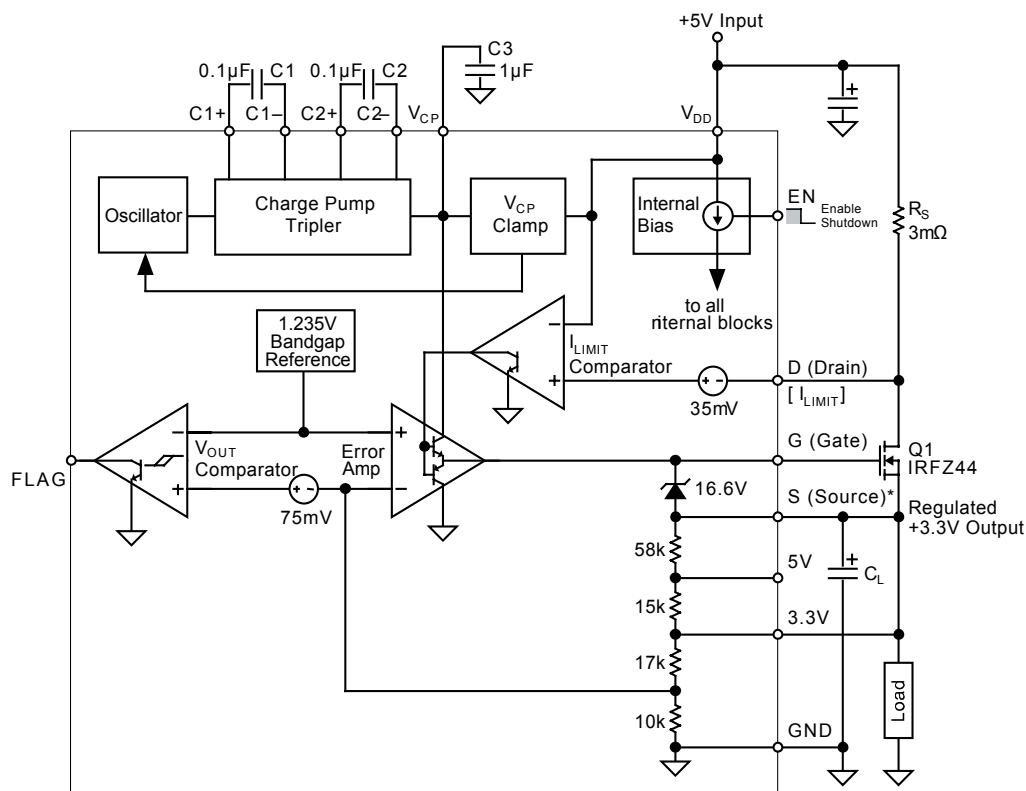 +5V Input
C3
1µF
0.1µF C1
0.1µF C2
C1+ C1– C2+ C2–
VCP
VDD
Oscillator
Charge Pump
Tripler
VCP
Clamp
Internal
Bias
EN
Enable
Shutdown
RS
3mΩ
to all
nternal blocks
1.235V
Bandgap
Reference
ILIMIT
Comparator
35mV
D (Drain)
[ ILIMIT]
G (Gate)
Q1
IRFZ44
FLAG
VOUT
Comparator
Error
Amp
75mV
16.6V
S (Source)*
Regulated
+3.3V Output
58k
5V
CL
15k
3.3V
17k
10k
Load
GND